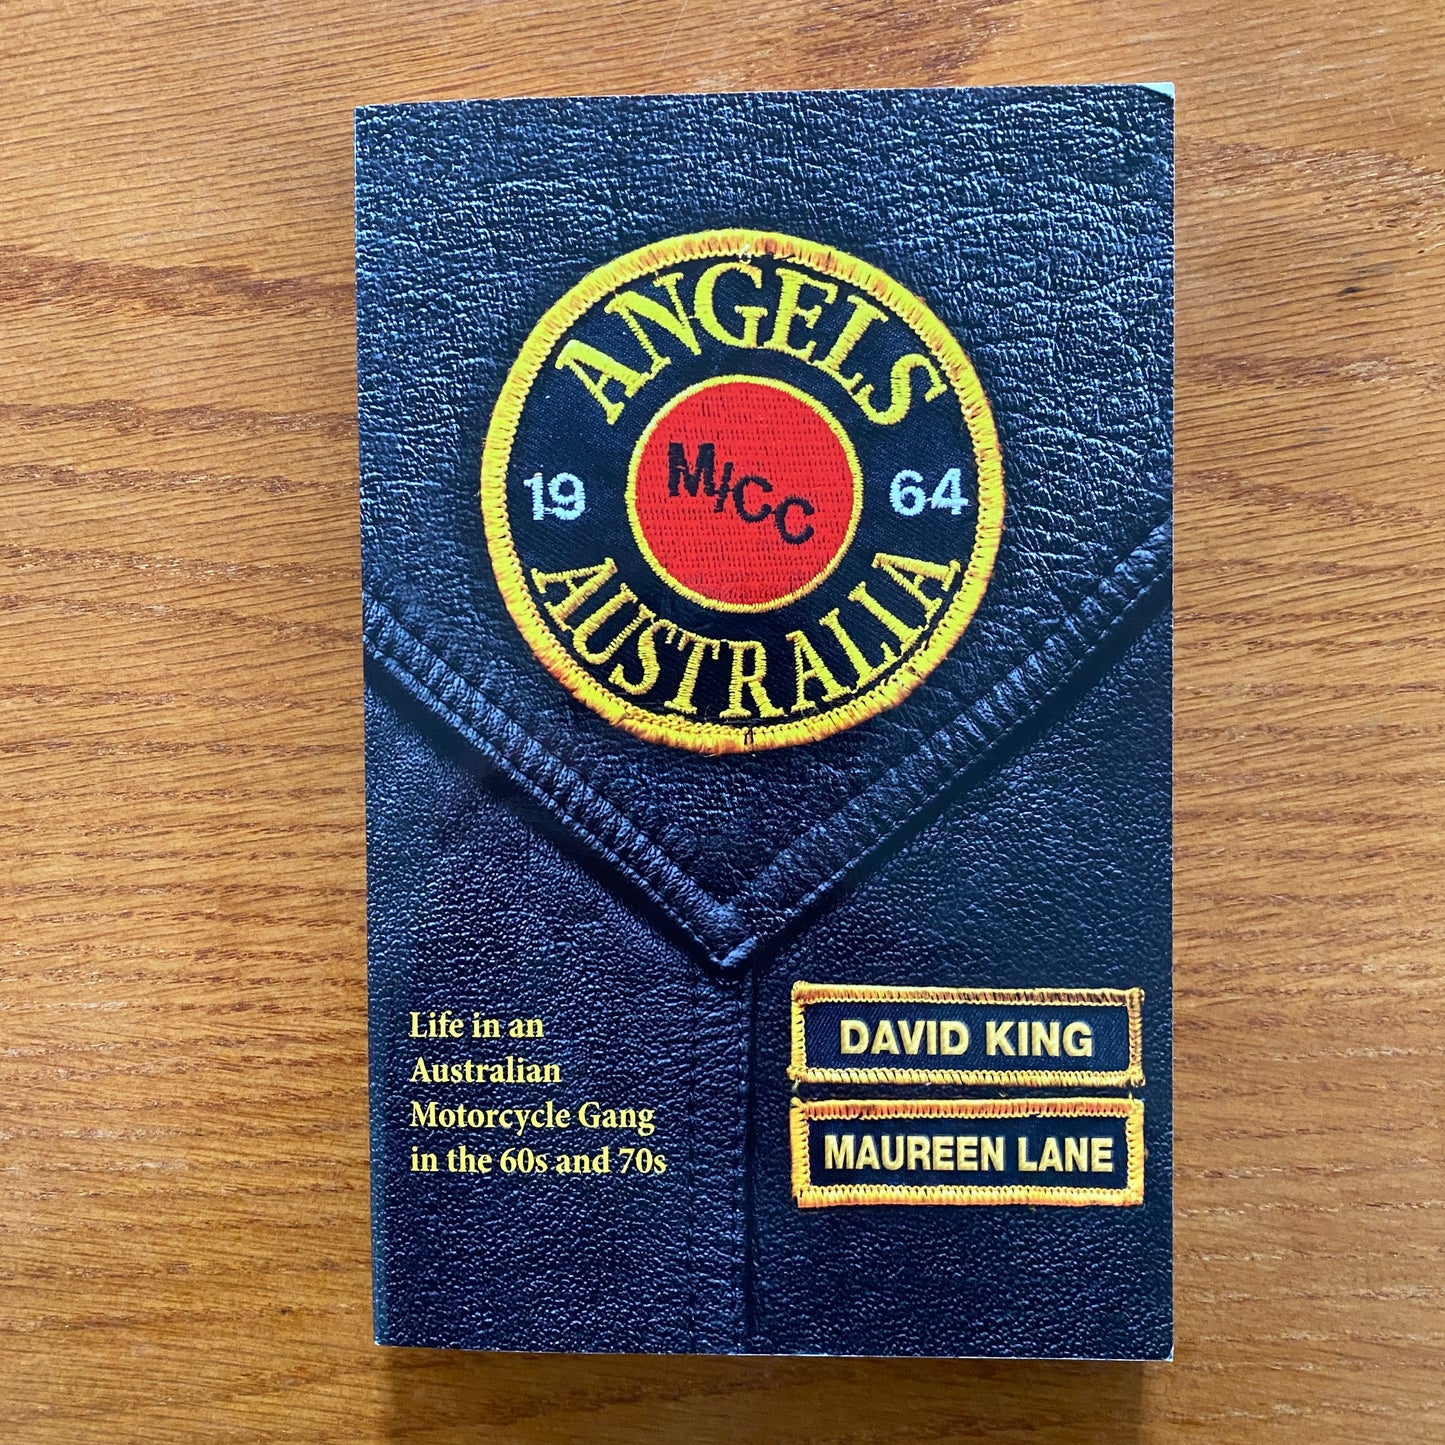 ANGELS
19 M/CC 64
AUSTRALIA
Life in an
Australian
Motorcycle Gang
in the 60s and 70s
DAVID KING
MAUREEN LANE